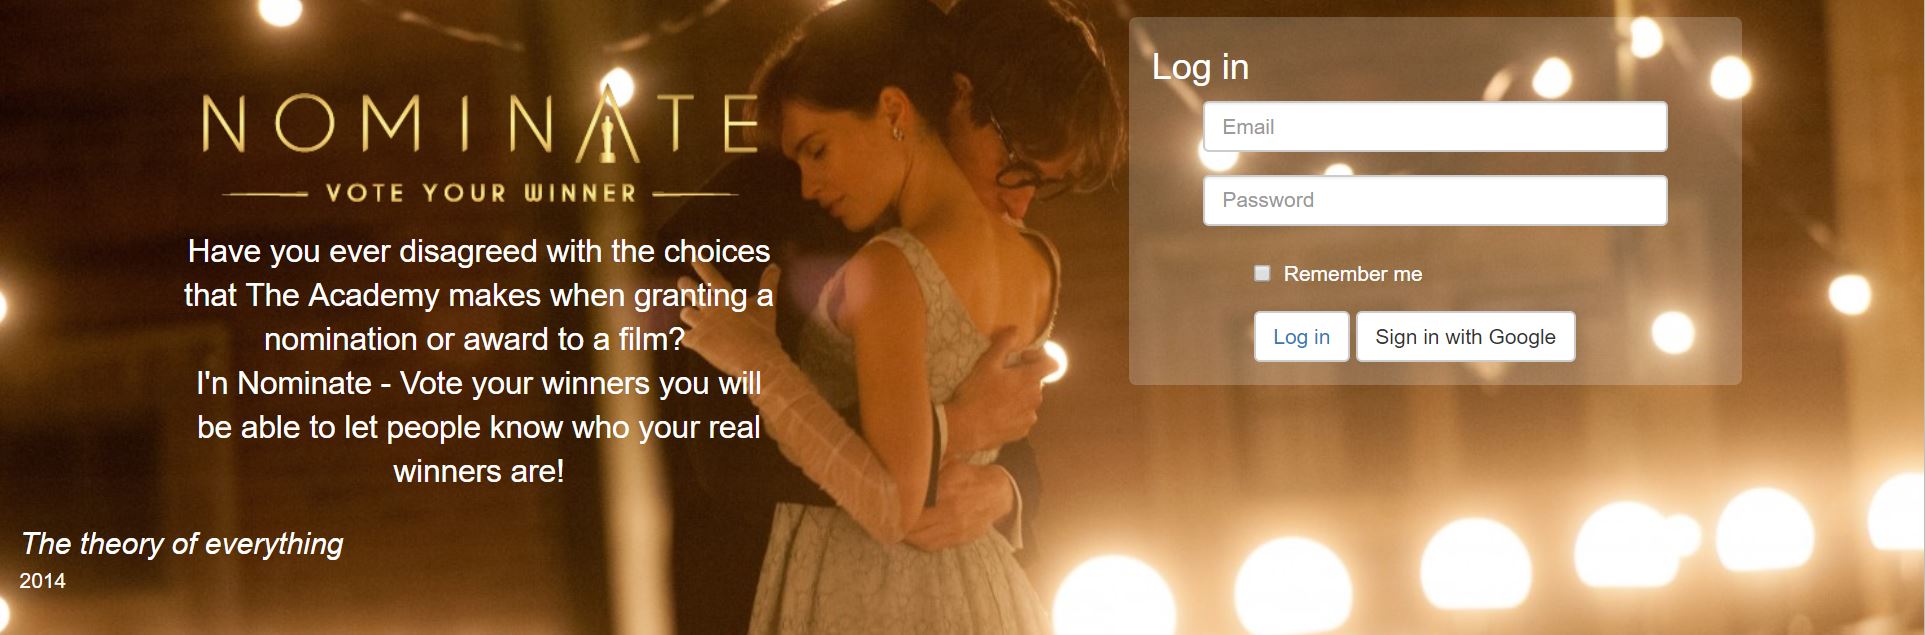 NOMINATE
VOTE YOUR WINNER
Have you ever disagreed with the choices
that The Academy makes when granting a
nomination or award to a film?
I'n Nominate - Vote your winners you will
be able to let people know who your real
winners are!
The theory of everything
2014
Log in
Email
Password
Remember me
Log in
Sign in with Google